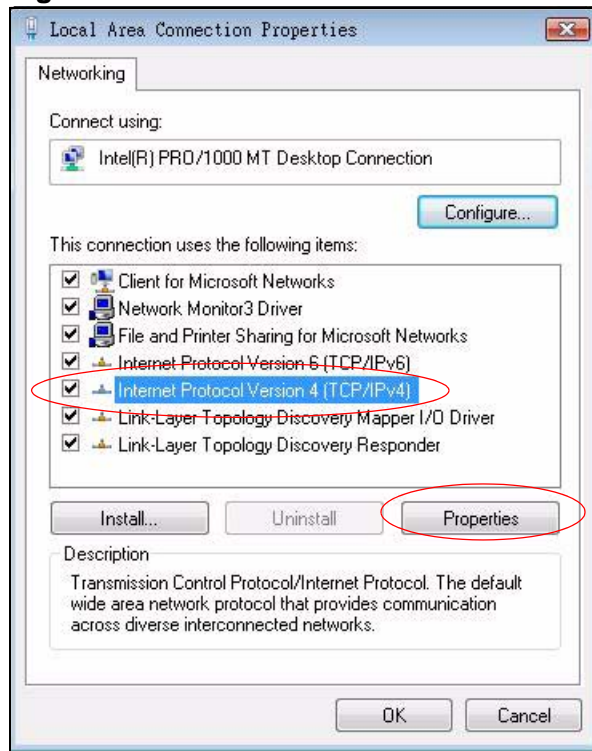 Local Area Connection Properties
Networking
Connect using:
Intel(R) PRO/1000 MT Desktop Connection
Configure...
This connection uses the following items:
Client for Microsoft Networks
Network Monitor3 Driver
File and Printer Sharing for Microsoft Networks
Internet Protocol Version 6 (TCP/IPv6)
Internet Protocol Version 4 (TCP/IPv4)
Link-Layer Topology Discovery Mapper I/O Driver
Link-Layer Topology Discovery Responder
Install...
Uninstall
Properties
Description
Transmission Control Protocol/Internet Protocol. The default
wide area network protocol that provides communication
across diverse interconnected networks.
OK
Cancel